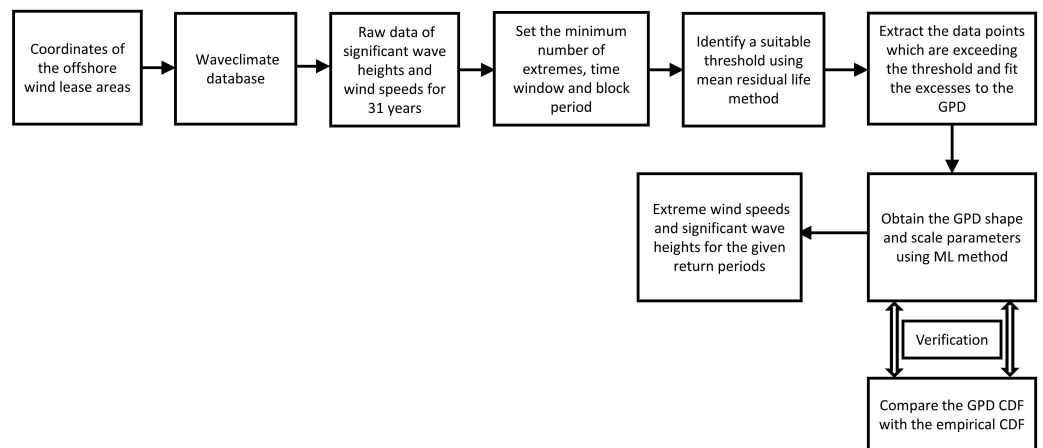 Coordinates of
the offshore
wind lease areas
Waveclimate
database
Raw data of
significant wave
heights and
wind speeds for
31 years
Set the minimum
number of
extremes, time
window and block
period
Identify a suitable
threshold using
mean residual life
method
Extract the data points
which are exceeding
the threshold and fit
the excesses to the
GPD
Extreme wind speeds
and significant wave
heights for the given
return periods
Obtain the GPD shape
and scale parameters
using ML method
Verification
Compare the GPD CDF
with the empirical CDF